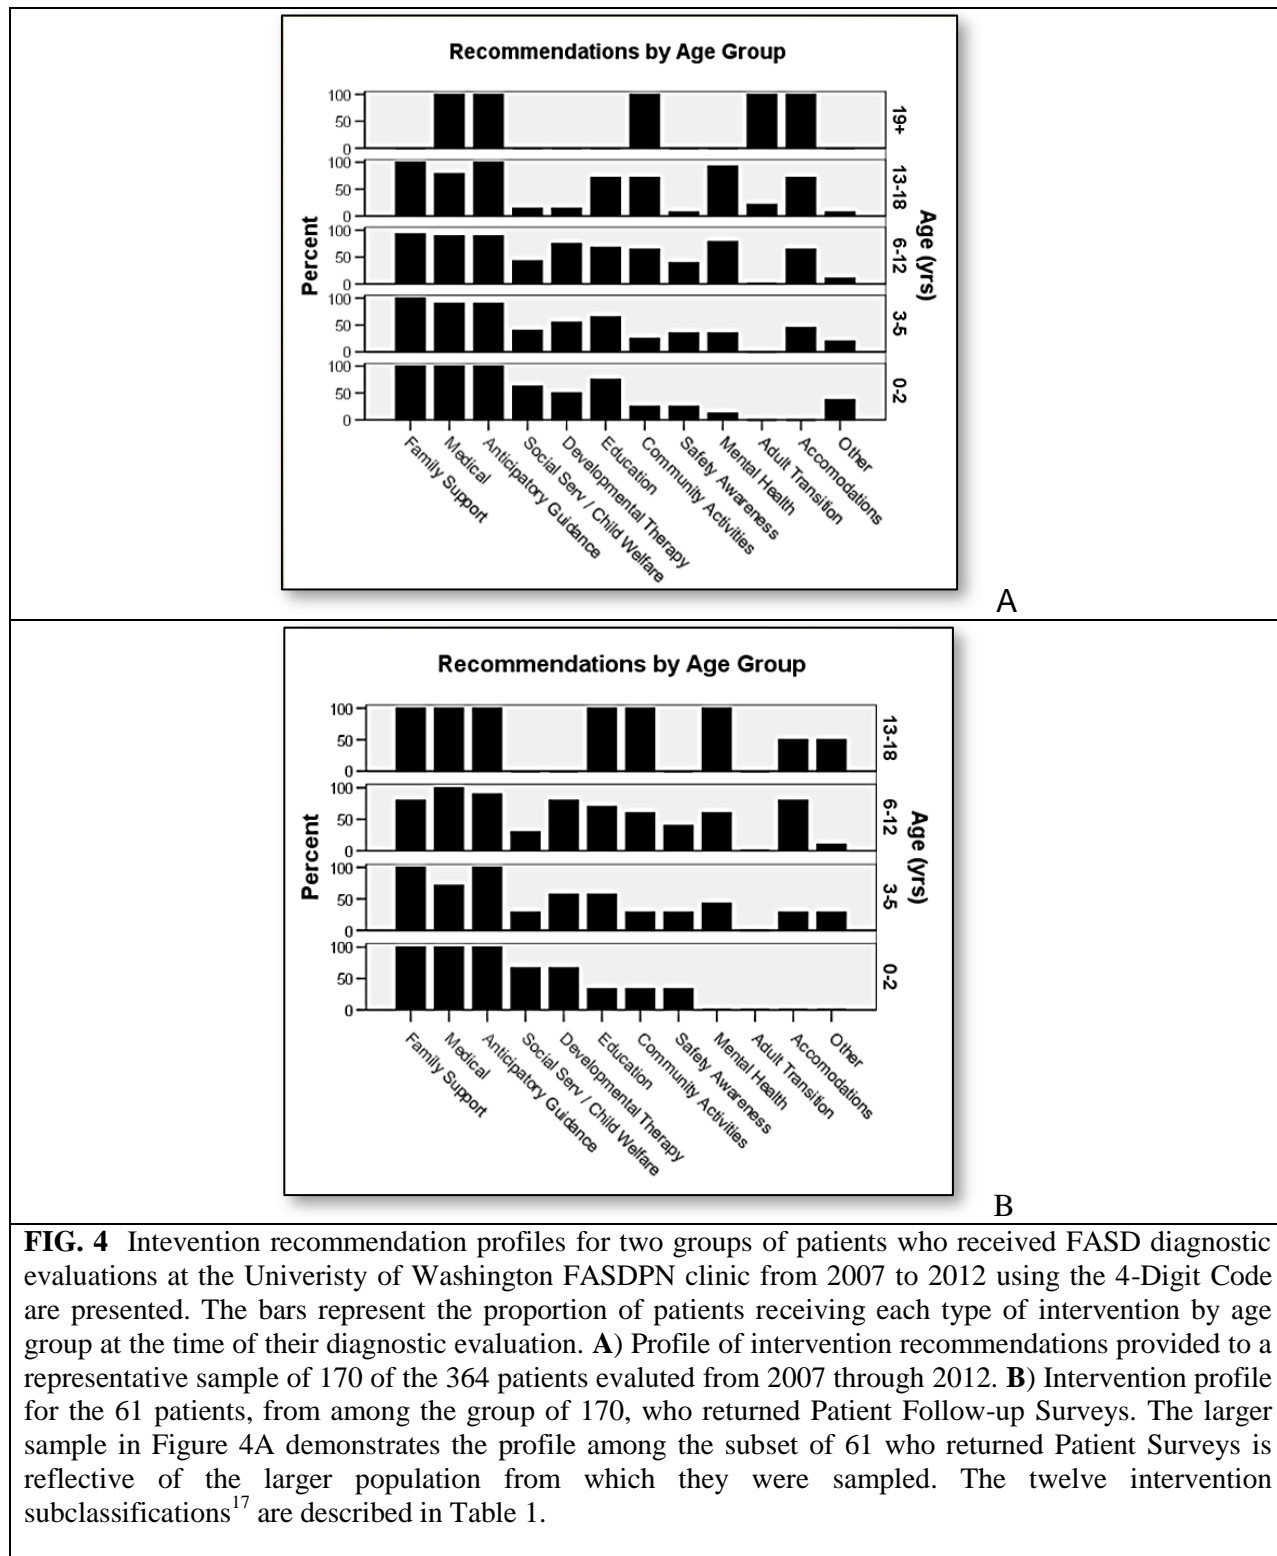 Recommendations by Age Group
100
50
0
19+
100
50
0
13-18
100
50
0
6-12
100
50
0
3-5
100
50
0
0-2
Percent
Age (yrs)
Family Support
Medical
Anticipatory Guidance
Social Serv / Child Welfare
Developmental Therapy
Education
Community Activities
Safety Awareness
Mental Health
Adult Transition
Accomodations
Other
A
Recommendations by Age Group
100
50
0
13-18
100
50
0
6-12
100
50
0
3-5
100
50
0
0-2
Percent
Age (yrs)
Family Support
Medical
Anticipatory Guidance
Social Serv / Child Welfare
Developmental Therapy
Education
Community Activities
Safety Awareness
Mental Health
Adult Transition
Accomodations
Other
B
FIG. 4 Intevention recommendation profiles for two groups of patients who received FASD diagnostic
evaluations at the Univeristy of Washington FASDPN clinic from 2007 to 2012 using the 4-Digit Code
are presented. The bars represent the proportion of patients receiving each type of intervention by age
group at the time of their diagnostic evaluation. A) Profile of intervention recommendations provided to a
representative sample of 170 of the 364 patients evaluted from 2007 through 2012. B) Intervention profile
for the 61 patients, from among the group of 170, who returned Patient Follow-up Surveys. The larger
sample in Figure 4A demonstrates the profile among the subset of 61 who returned Patient Surveys is
reflective of the larger population from which they were sampled. The twelve intervention
subclassifications17 are described in Table 1.